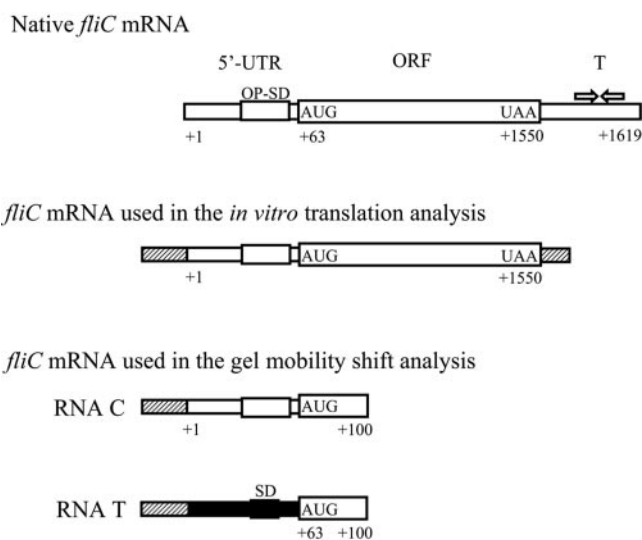 Native fliC mRNA
5'-UTR ORF T
OP-SD
AUG UAA
+1 +63 +1550 +1619
fliC mRNA used in the in vitro translation analysis
AUG UAA
+1 +1550
fliC mRNA used in the gel mobility shift analysis
RNA C AUG
+1 +100
SD
RNA T AUG
+63 +100